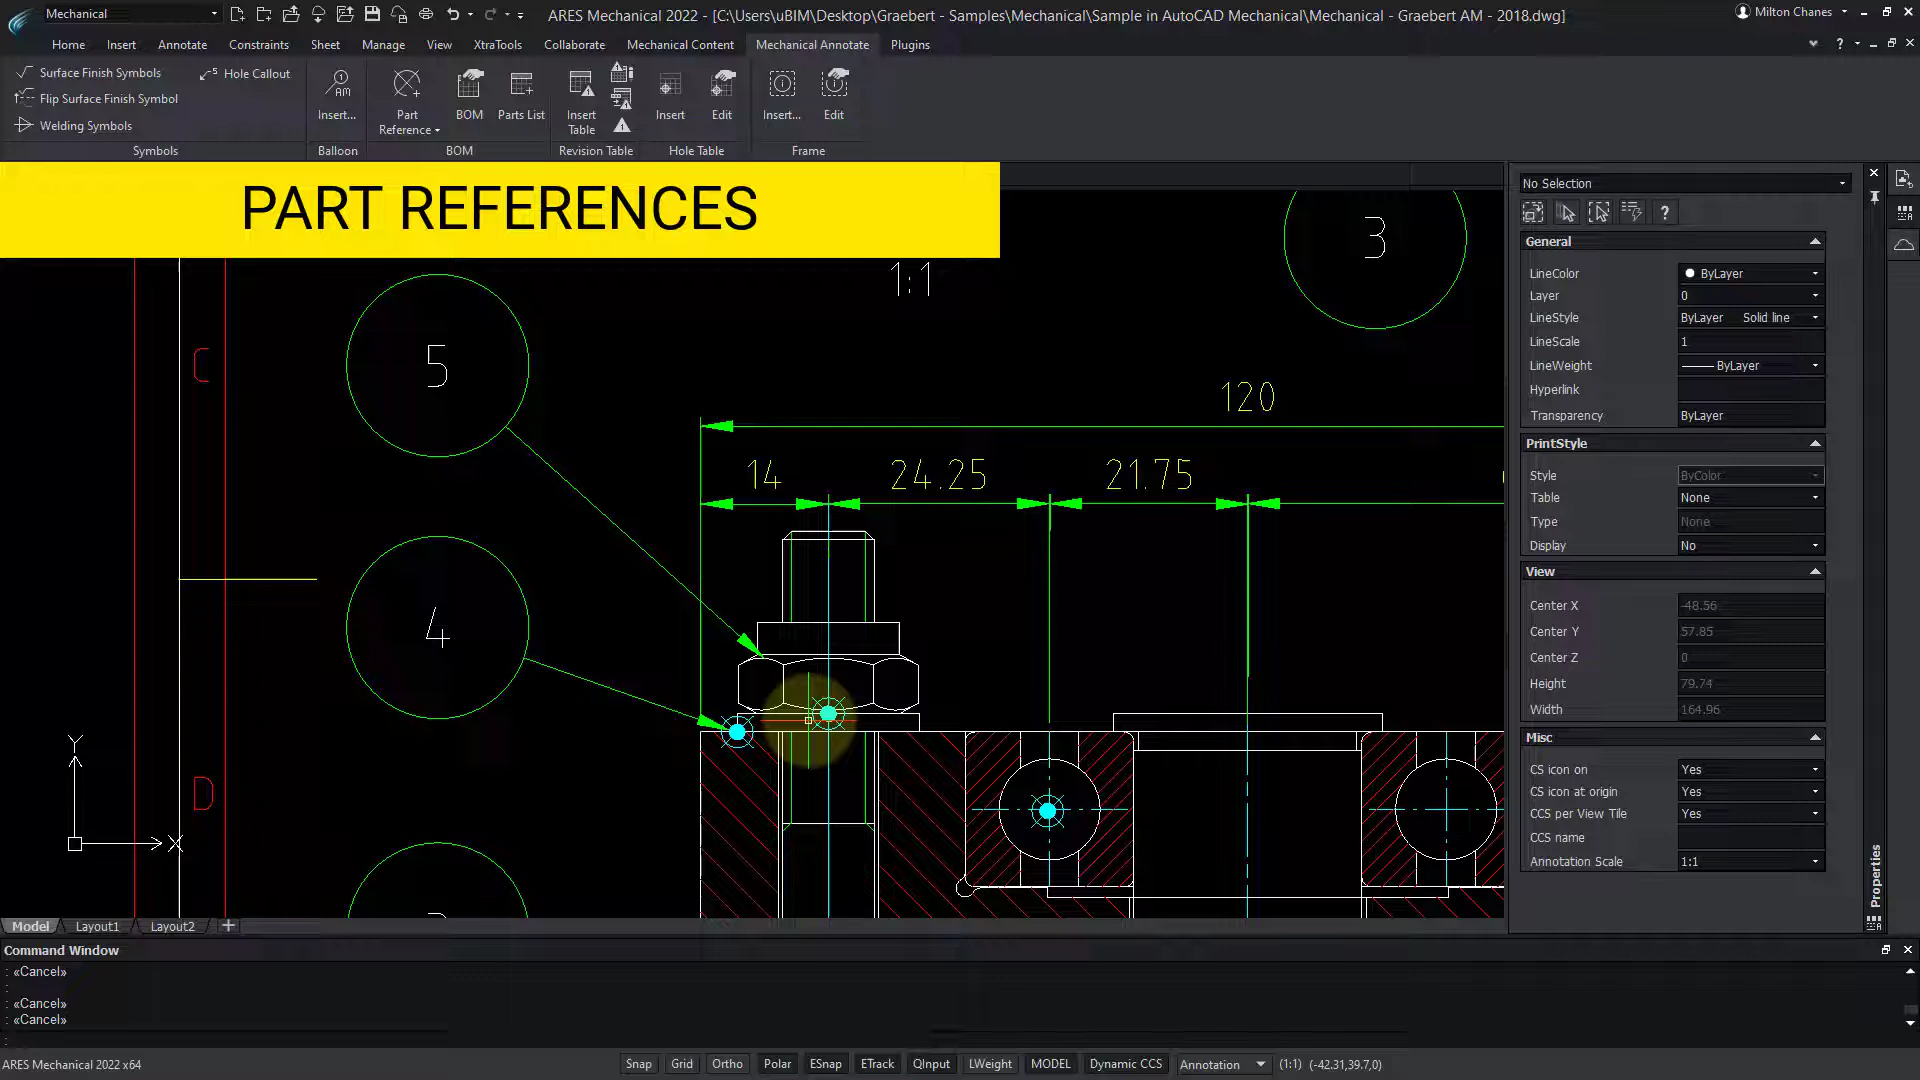 Mechanical
ARES Mechanical 2022 - [C:\Users\uBIM\Desktop\Graebert - Samples\Mechanical\Sample in AutoCAD Mechanical\Mechanical - Graebert AM - 2018.dwg]
Milton Chanes
Home Insert Annotate Constraints Sheet Manage View XtraTools Collaborate Mechanical Content Mechanical Annotate Plugins
Surface Finish Symbols
Hole Callout
Flip Surface Finish Symbol
Welding Symbols
Symbols
AM
Insert...
Balloon
Part Reference
BOM
Parts List
BOM
Insert Table
Revision Table
Insert
Edit
Hole Table
Insert...
Edit
Frame
PART REFERENCES
1:1
3
5
4
C
D
120
14
24.25
21.75
Y
X
Model Layout1 Layout2 +
No Selection
General
LineColor ByLayer
Layer 0
LineStyle ByLayer Solid line
LineScale 1
LineWeight ByLayer
Hyperlink
Transparency ByLayer
PrintStyle
Style ByColor
Table None
Type None
Display No
View
Center X -48.56
Center Y 57.85
Center Z 0
Height 79.74
Width 164.96
Misc
CS icon on Yes
CS icon at origin Yes
CCS per View Tile Yes
CCS name
Annotation Scale 1:1
Properties
Command Window
: «Cancel»
:
: «Cancel»
: «Cancel»
:
ARES Mechanical 2022 x64
Snap Grid Ortho Polar ESnap ETrack QInput LWeight MODEL Dynamic CCS Annotation (1:1) (-42.31,39.7,0)